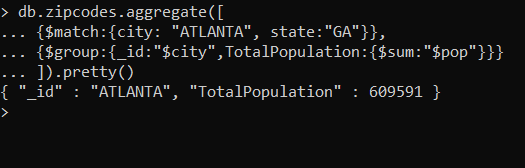 > db.zipcodes.aggregate([
... {$match:{city: "ATLANTA", state:"GA"}},
... {$group:{_id:"$city",TotalPopulation:{$sum:"$pop"}}}
... ]).pretty()
{ "_id" : "ATLANTA", "TotalPopulation" : 609591 }
>